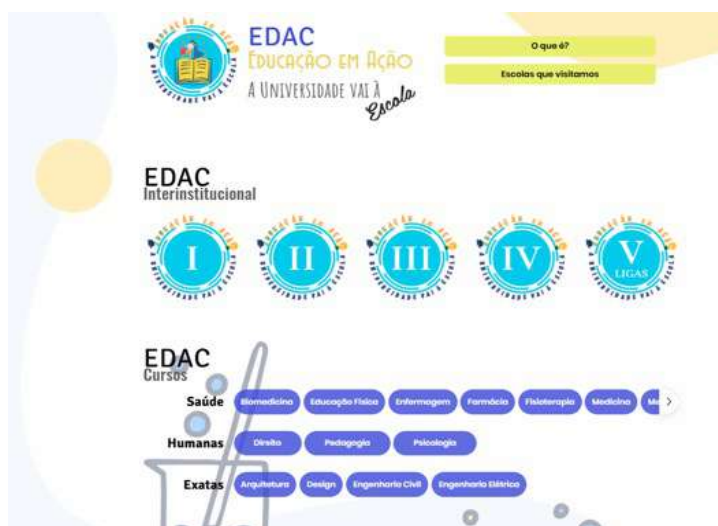 EDAC
Educação em Ação
A Universidade vai à
Escola
O que é?
Escolas que visitamos
EDAC
Interinstitucional
I
II
III
IV
V
LIGAS
EDAC
Cursos
Saúde
Biomedicina
Educação Física
Enfermagem
Farmácia
Fisioterapia
Medicina
Humanas
Direito
Pedagogia
Psicologia
Exatas
Arquitetura
Design
Engenharia Civil
Engenharia Elétrica